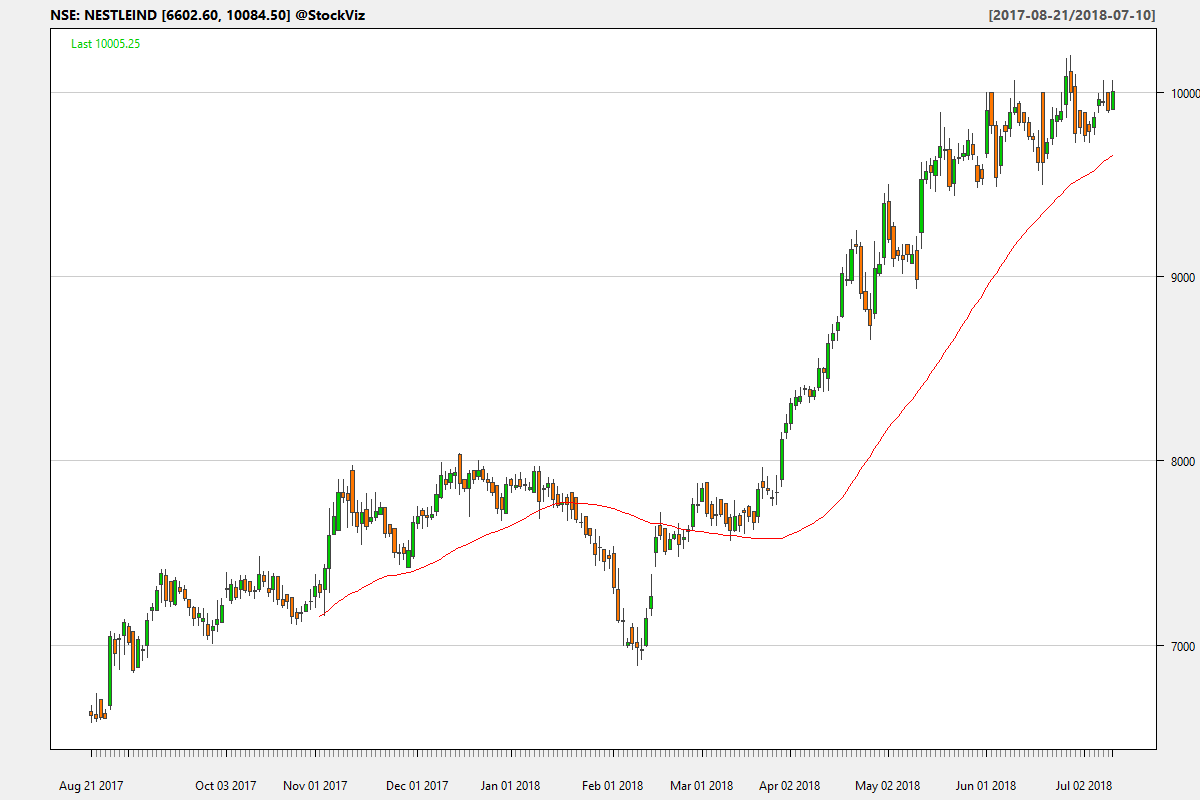 NSE: NESTLEIND [6602.60, 10084.50] @StockViz
[2017-08-21/2018-07-10]
Last 10005.25
10000
9000
8000
7000
Aug 21 2017
Oct 03 2017
Nov 01 2017
Dec 01 2017
Jan 01 2018
Feb 01 2018
Mar 01 2018
Apr 02 2018
May 02 2018
Jun 01 2018
Jul 02 2018